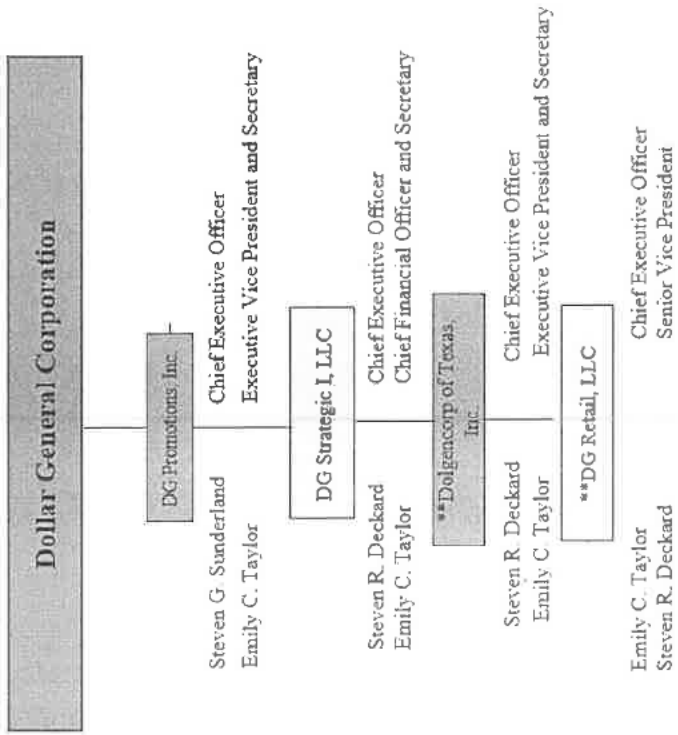 Dollar General Corporation
DG Promotions, Inc.
Steven G. Sunderland Chief Executive Officer
Emily C. Taylor Executive Vice President and Secretary
DG Strategic I, LLC
Steven R. Deckard Chief Executive Officer
Emily C. Taylor Chief Financial Officer and Secretary
**Dolgencorp of Texas,
Inc.
Steven R. Deckard Chief Executive Officer
Emily C. Taylor Executive Vice President and Secretary
**DG Retail, LLC
Emily C. Taylor Chief Executive Officer
Steven R. Deckard Senior Vice President